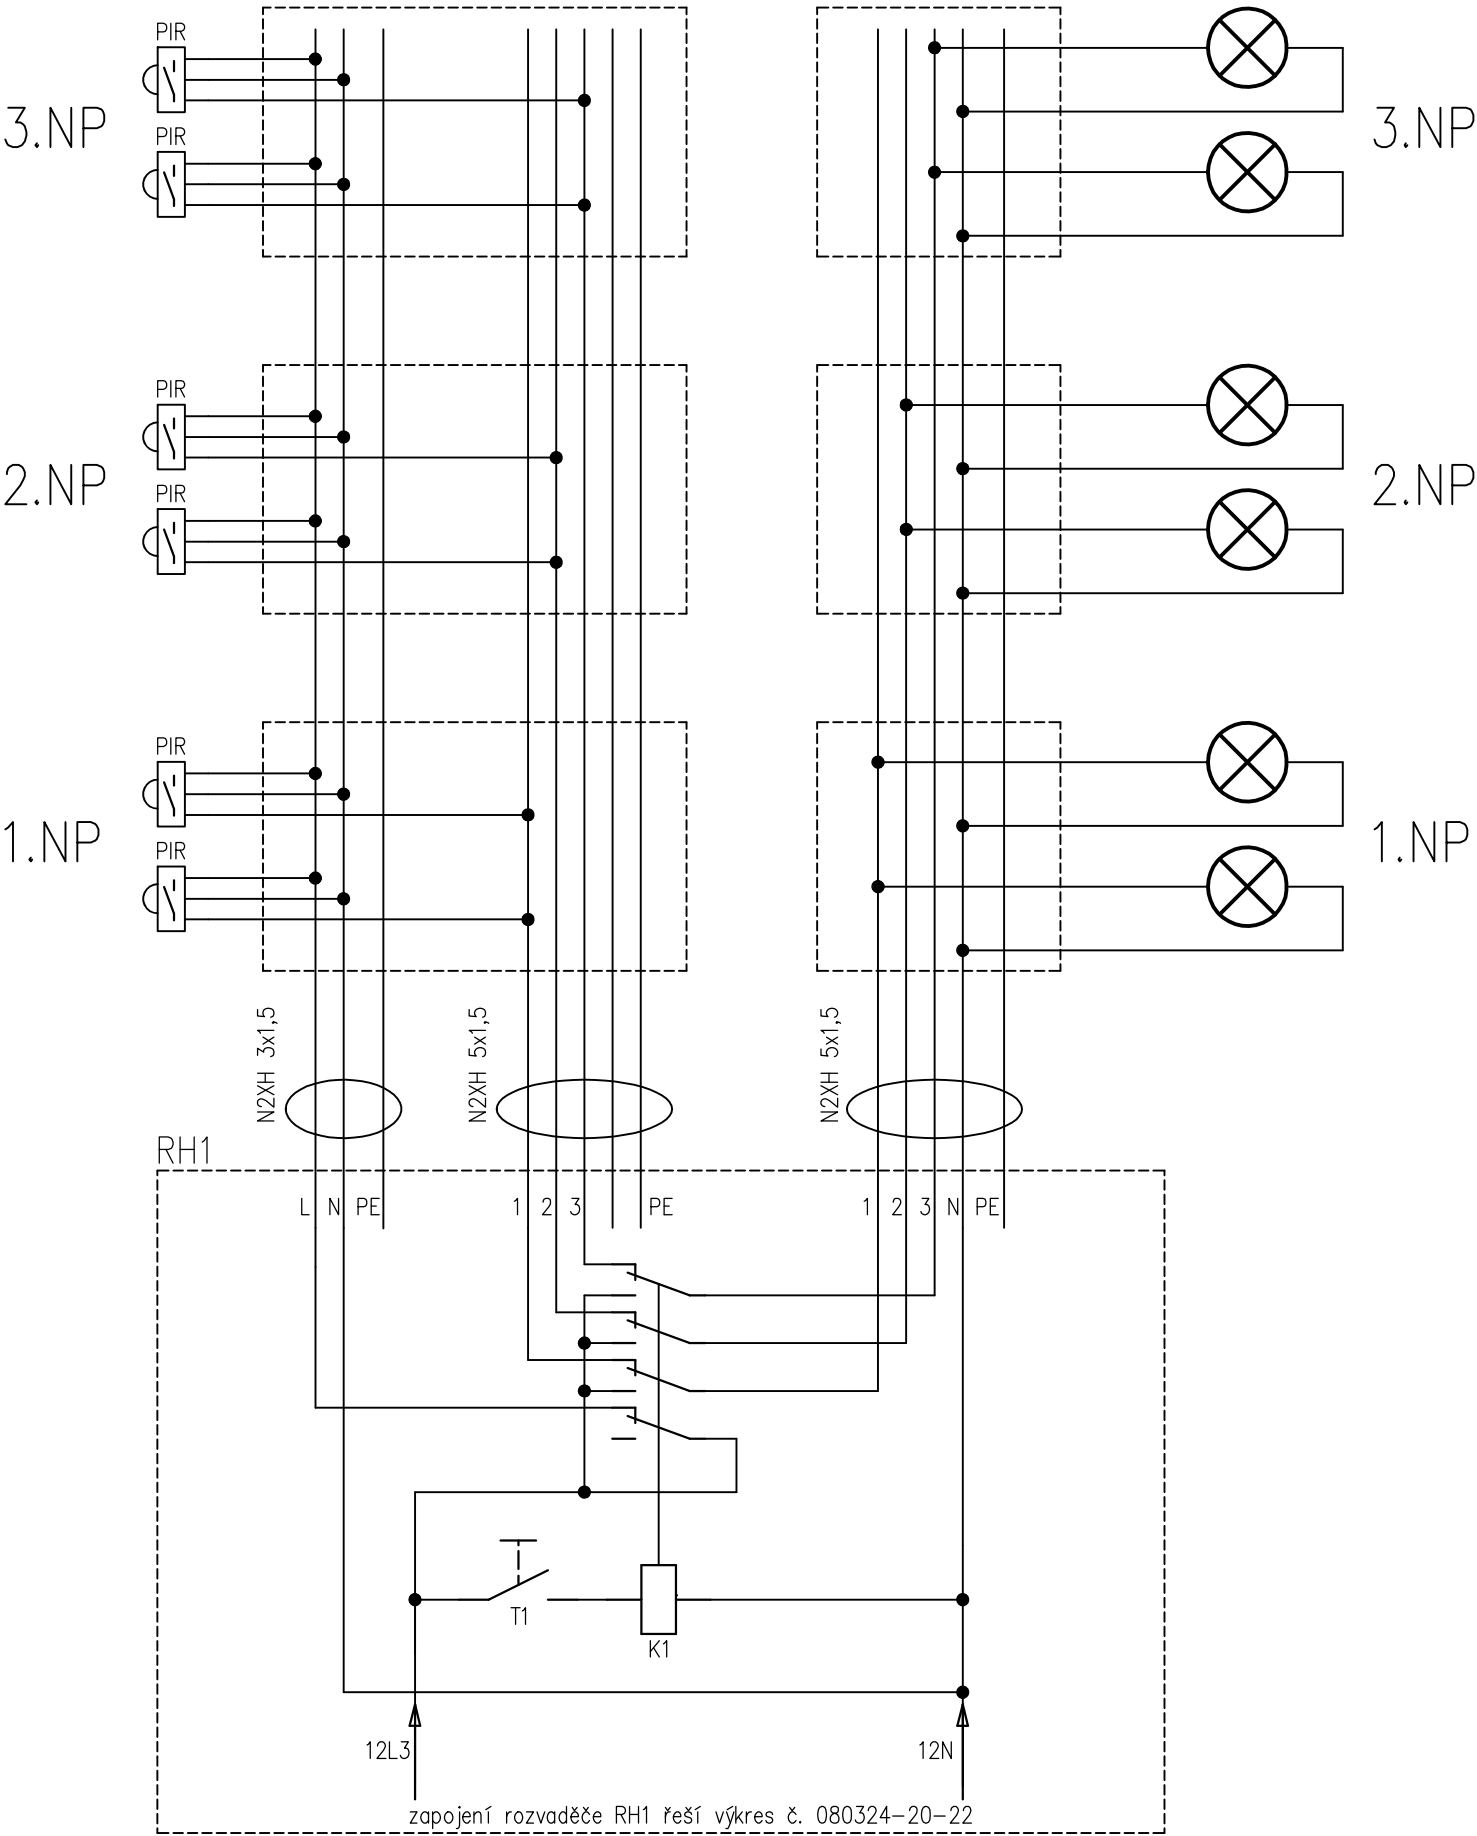 PIR
3.NP
PIR
3.NP
PIR
2.NP
PIR
2.NP
PIR
1.NP
PIR
1.NP
N2XH 3x1,5
N2XH 5x1,5
N2XH 5x1,5
RH1
L N PE 1 2 3 PE 1 2 3 N PE
T1
K1
12L3 12N
zapojení rozvaděče RH1 řeší výkres č. 080324-20-22